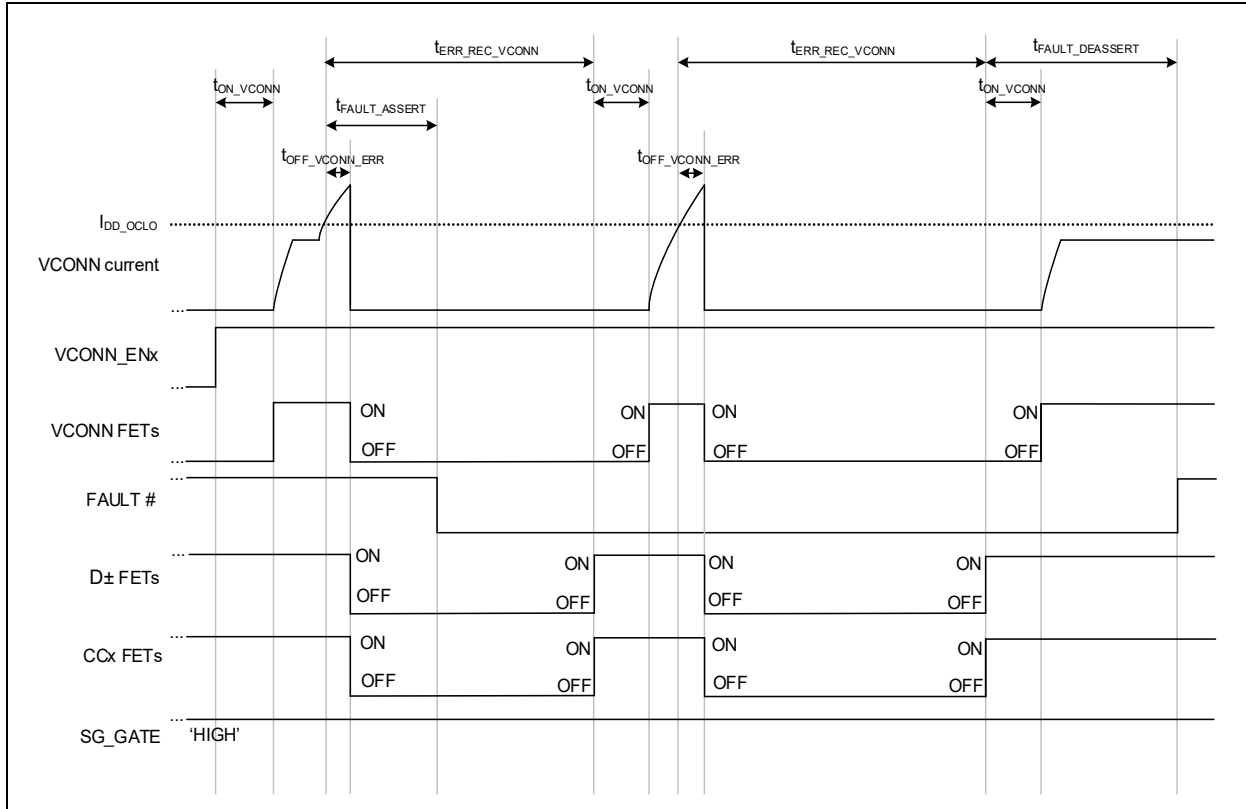 tERR_REC_VCONN
tERR_REC_VCONN
tFAULT_DEASSERT
tON_VCONN
tON_VCONN
tON_VCONN
tFAULT_ASSERT
tOFF_VCONN_ERR
tOFF_VCONN_ERR
IDD_OCLO
VCONN current
...
VCONN_ENx
...
VCONN FETs
ON
ON
ON
ON
OFF
OFF
OFF
OFF
...
FAULT #
...
D± FETs
...
ON
ON
ON
ON
OFF
OFF
OFF
OFF
CCx FETs
...
ON
ON
ON
ON
OFF
OFF
OFF
OFF
SG_GATE
...
‘HIGH’